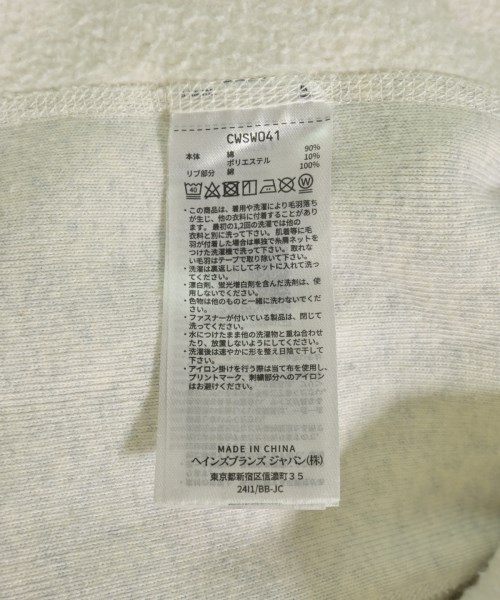 CWSW041
本体 綿 90%
ポリエステル 10%
リブ部分 綿 100%
40
W
・この商品は、着用や洗濯により毛羽落ち
が生じ、他の衣料に付着することがあり
ます。最初の1,2回の洗濯では他の
衣料と別に洗って下さい。肌着等に毛
羽が付着した場合は単独で糸屑ネットを
つけた洗濯機で洗って下さい。取れな
い毛羽はテープで取り除いて下さい。
・洗濯は裏返しにしてネットに入れて洗っ
てください。
・漂白剤、蛍光増白剤を含んだ洗剤は、使
用しないでください。
・色物は他のものと一緒に洗わないでくだ
さい。
・ファスナーが付いている製品は、閉じて
洗ってください。
・水につけたまま他の洗濯物と重ね合わせ
たり、放置しないようにしてください。
・洗濯後は速やかに形を整え日陰で干して
下さい。
・アイロン掛けを行う際は当て布を使用し、
プリントマーク、刺繍部分へのアイロン
はお避けください。
MADE IN CHINA
ヘインズブランズ ジャパン(株)
東京都新宿区信濃町35
24I1/BB-JC